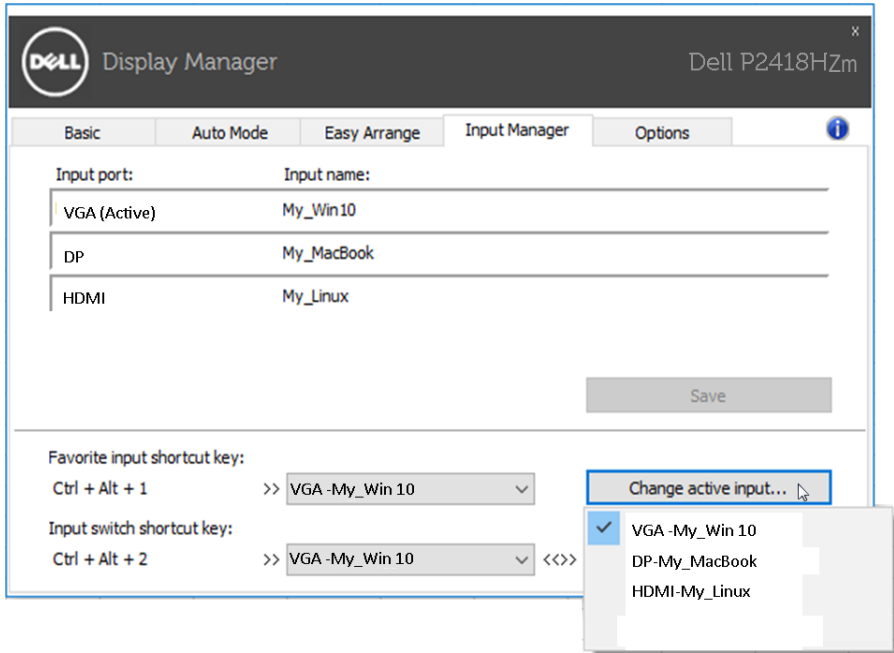 DELL Display Manager
x
Dell P2418HZm
Basic Auto Mode Easy Arrange Input Manager Options i
Input port: Input name:
VGA (Active) My_Win10
DP My_MacBook
HDMI My_Linux
Save
Favorite input shortcut key:
Ctrl + Alt + 1 >> VGA -My_Win 10 Change active input...
Input switch shortcut key:
Ctrl + Alt + 2 >> VGA -My_Win 10 <<>>
VGA -My_Win 10
DP-My_MacBook
HDMI-My_Linux